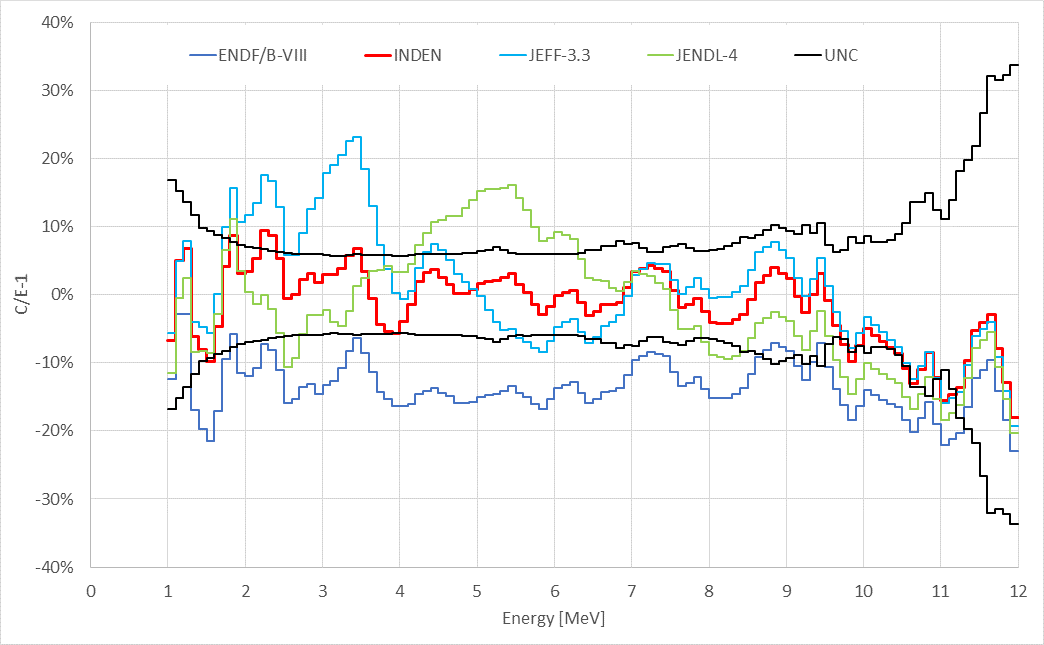 40%
ENDF/B-VIII INDEN JEFF-3.3 JENDL-4 UNC
30%
20%
10%
0%
-10%
-20%
-30%
-40%
C/E-1
0 1 2 3 4 5 6 7 8 9 10 11 12
Energy [MeV]